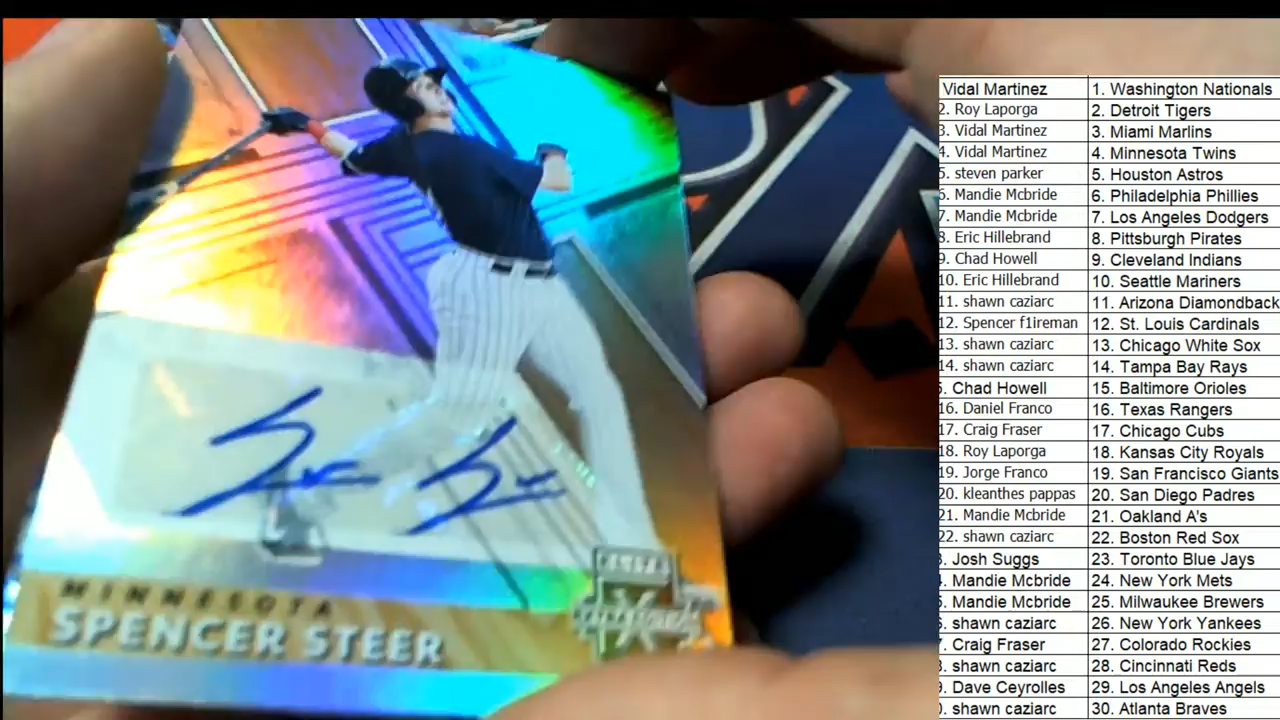 MINNESOTA
SPENCER STEER
Vidal Martinez 1. Washington Nationals
2. Roy Laporga 2. Detroit Tigers
3. Vidal Martinez 3. Miami Marlins
4. Vidal Martinez 4. Minnesota Twins
5. steven parker 5. Houston Astros
6. Mandie Mcbride 6. Philadelphia Phillies
7. Mandie Mcbride 7. Los Angeles Dodgers
8. Eric Hillebrand 8. Pittsburgh Pirates
9. Chad Howell 9. Cleveland Indians
10. Eric Hillebrand 10. Seattle Mariners
11. shawn caziarc 11. Arizona Diamondback
12. Spencer f1ireman 12. St. Louis Cardinals
13. shawn caziarc 13. Chicago White Sox
14. shawn caziarc 14. Tampa Bay Rays
5. Chad Howell 15. Baltimore Orioles
16. Daniel Franco 16. Texas Rangers
17. Craig Fraser 17. Chicago Cubs
18. Roy Laporga 18. Kansas City Royals
19. Jorge Franco 19. San Francisco Giants
20. kleanthes pappas 20. San Diego Padres
21. Mandie Mcbride 21. Oakland A's
22. shawn caziarc 22. Boston Red Sox
3. Josh Suggs 23. Toronto Blue Jays
4. Mandie Mcbride 24. New York Mets
5. Mandie Mcbride 25. Milwaukee Brewers
6. shawn caziarc 26. New York Yankees
7. Craig Fraser 27. Colorado Rockies
8. shawn caziarc 28. Cincinnati Reds
9. Dave Ceyrolles 29. Los Angeles Angels
0. shawn caziarc 30. Atlanta Braves